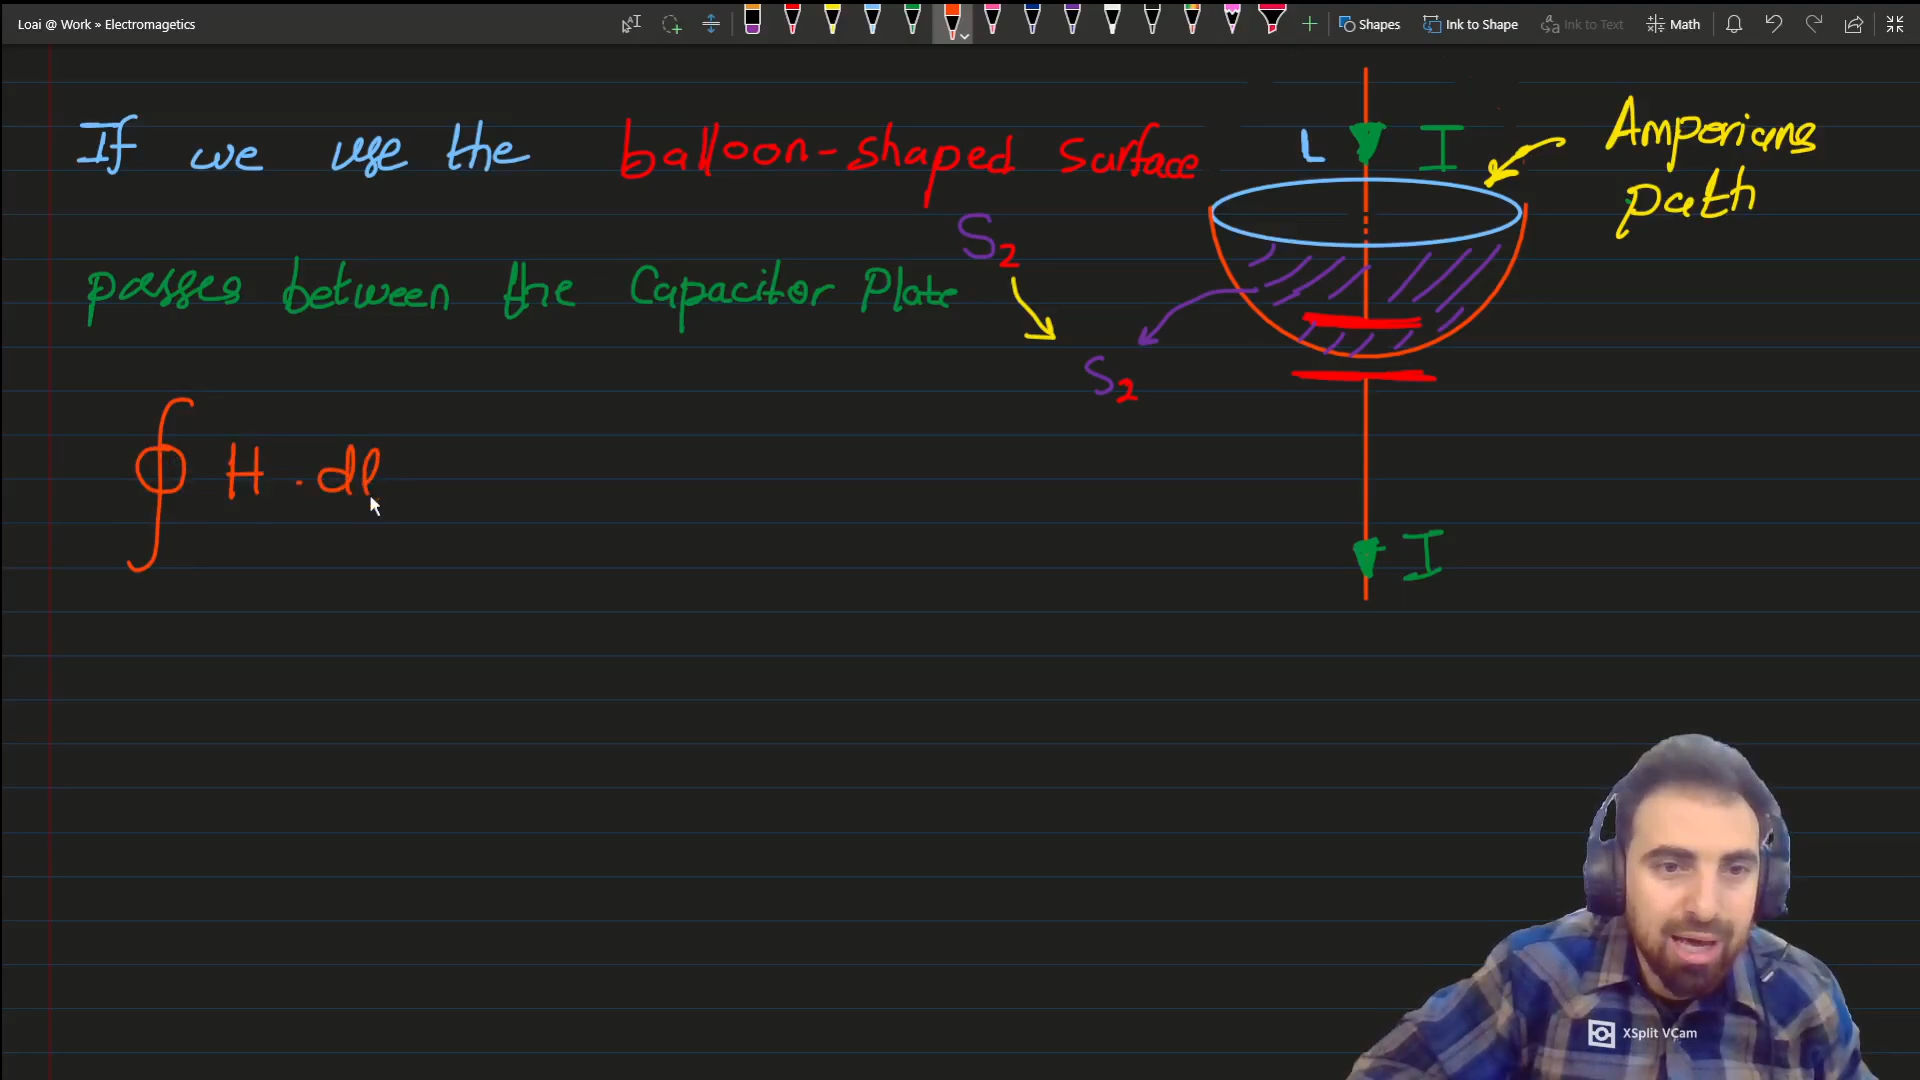 Loai @ Work » Electromagetics
Shapes
Ink to Shape
Ink to Text
Math
If we use the balloon-shaped surface
S2
passes between the Capacitor Plate
∮ H . dl
L
I
Amperians
path
S2
I
XSplit VCam